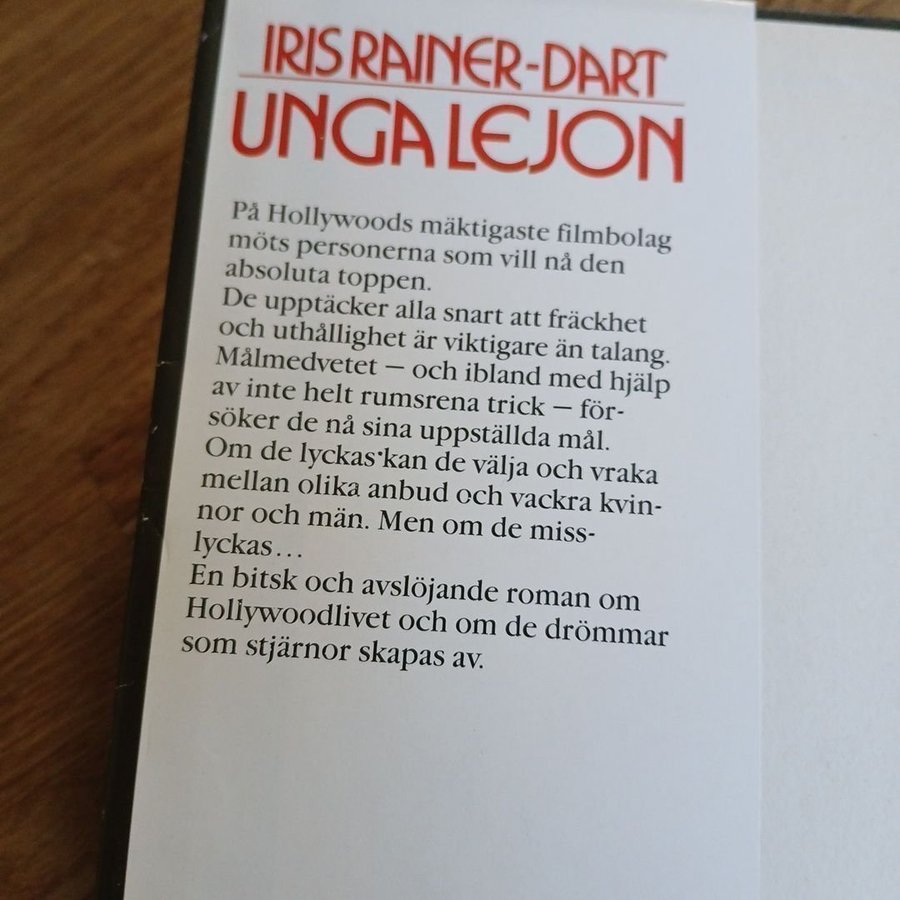 IRIS RAINER-DART
UNGA LEJON
På Hollywoods mäktigaste filmbolag
möts personerna som vill nå den
absoluta toppen.
De upptäcker alla snart att fräckhet
och uthållighet är viktigare än talang.
Målmedvetet – och ibland med hjälp
av inte helt rumsrena trick – för-
söker de nå sina uppställda mål.
Om de lyckas kan de välja och vraka
mellan olika anbud och vackra kvin-
nor och män. Men om de miss-
lyckas...
En bitsk och avslöjande roman om
Hollywoodlivet och om de drömmar
som stjärnor skapas av.